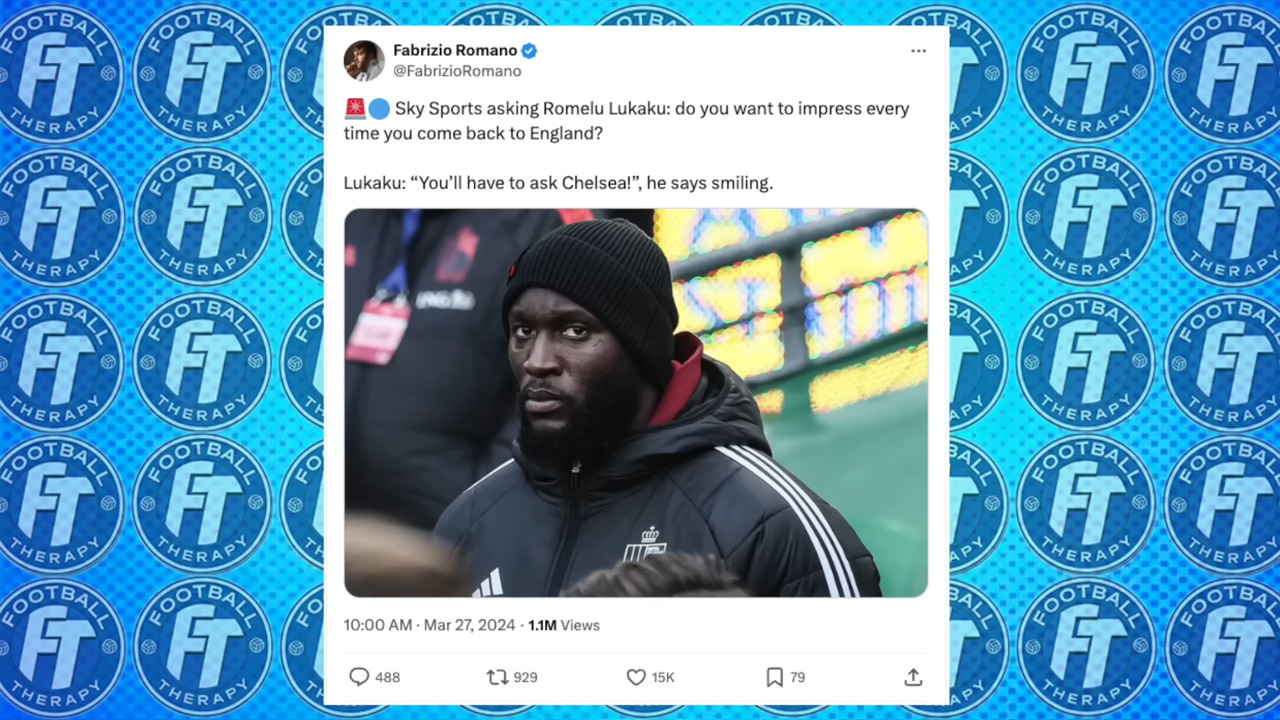 Fabrizio Romano
@FabrizioRomano
🚨🔵 Sky Sports asking Romelu Lukaku: do you want to impress every
time you come back to England?
Lukaku: “You’ll have to ask Chelsea!”, he says smiling.
10:00 AM · Mar 27, 2024 · 1.1M Views
488
929
15K
79
FOOTBALL
FT
THERAPY